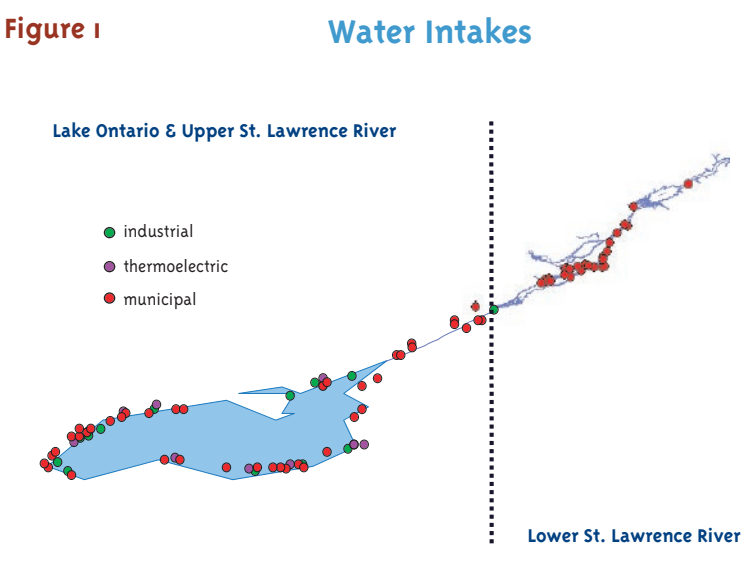 Figure 1
Water Intakes
Lake Ontario & Upper St. Lawrence River
industrial
thermoelectric
municipal
Lower St. Lawrence River